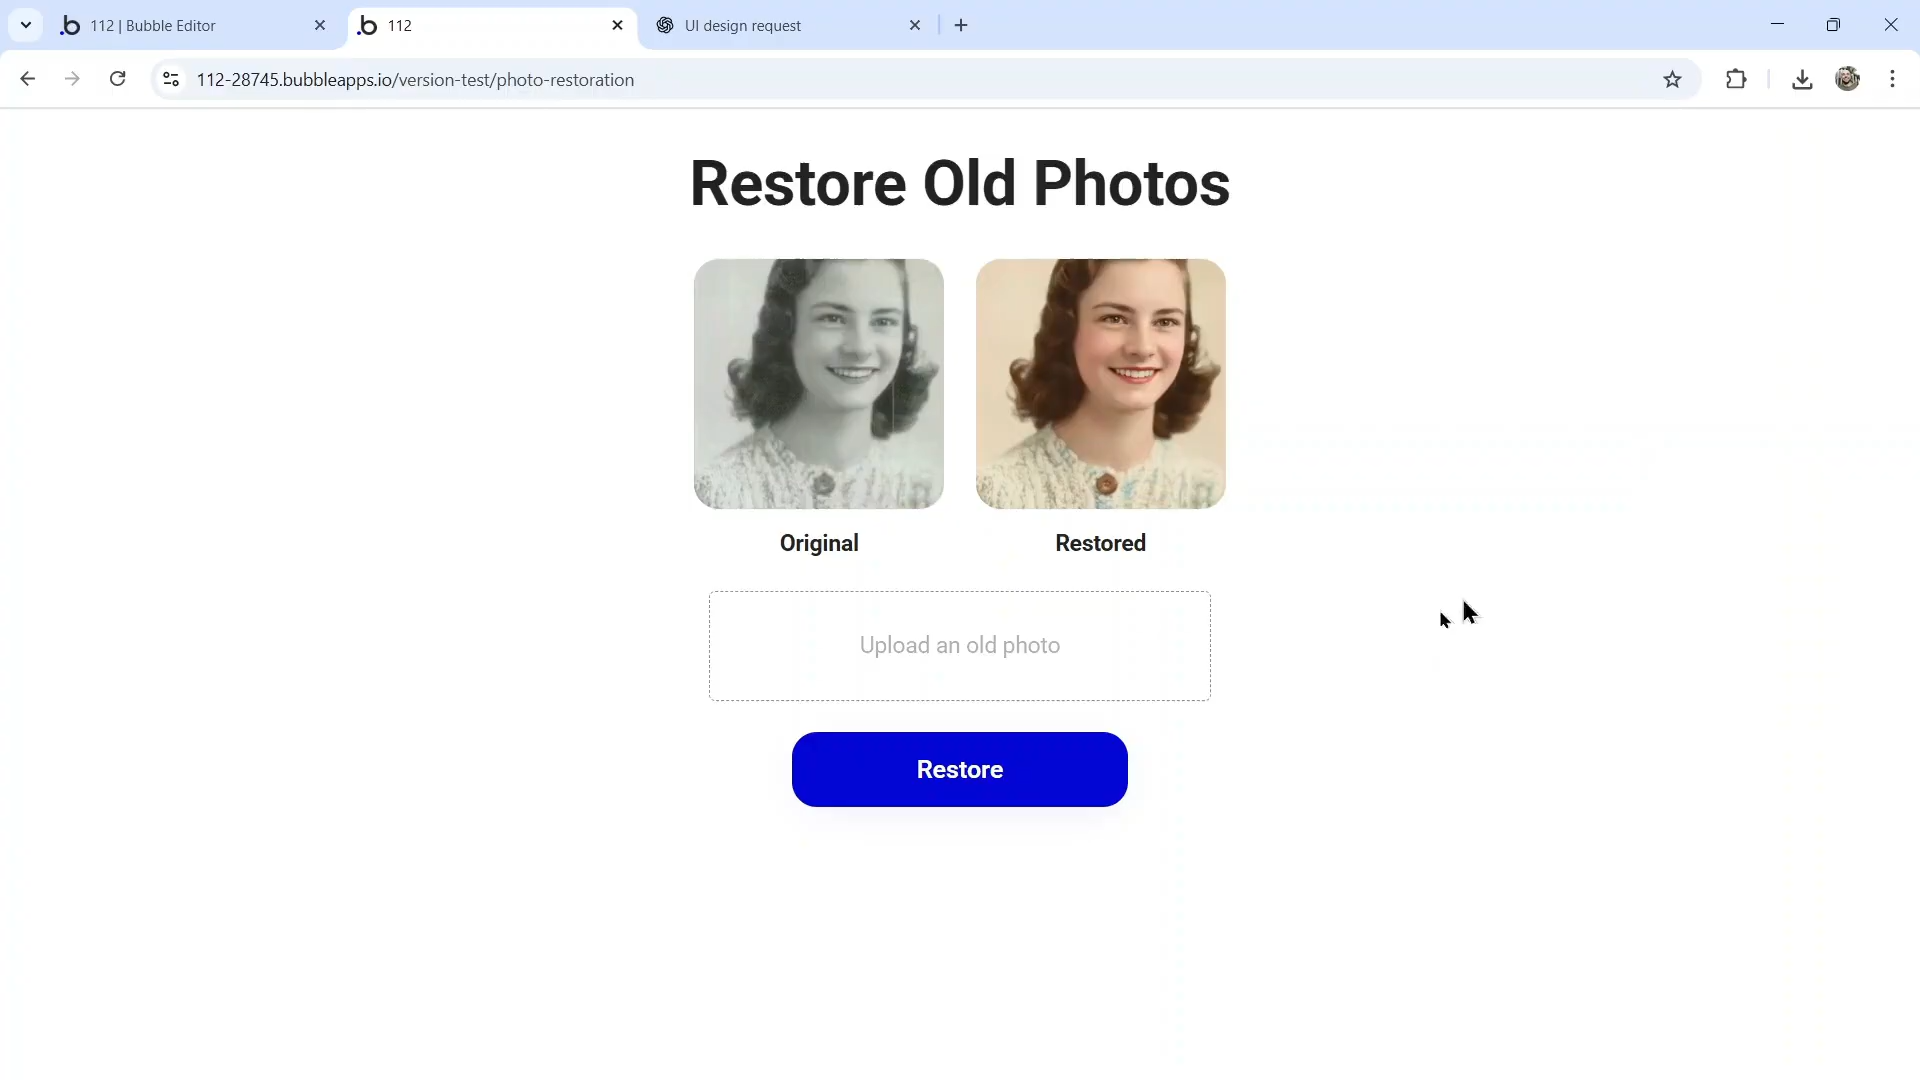 112 | Bubble Editor
112
UI design request
112-28745.bubbleapps.io/version-test/photo-restoration
Restore Old Photos
Original
Restored
Upload an old photo
Restore